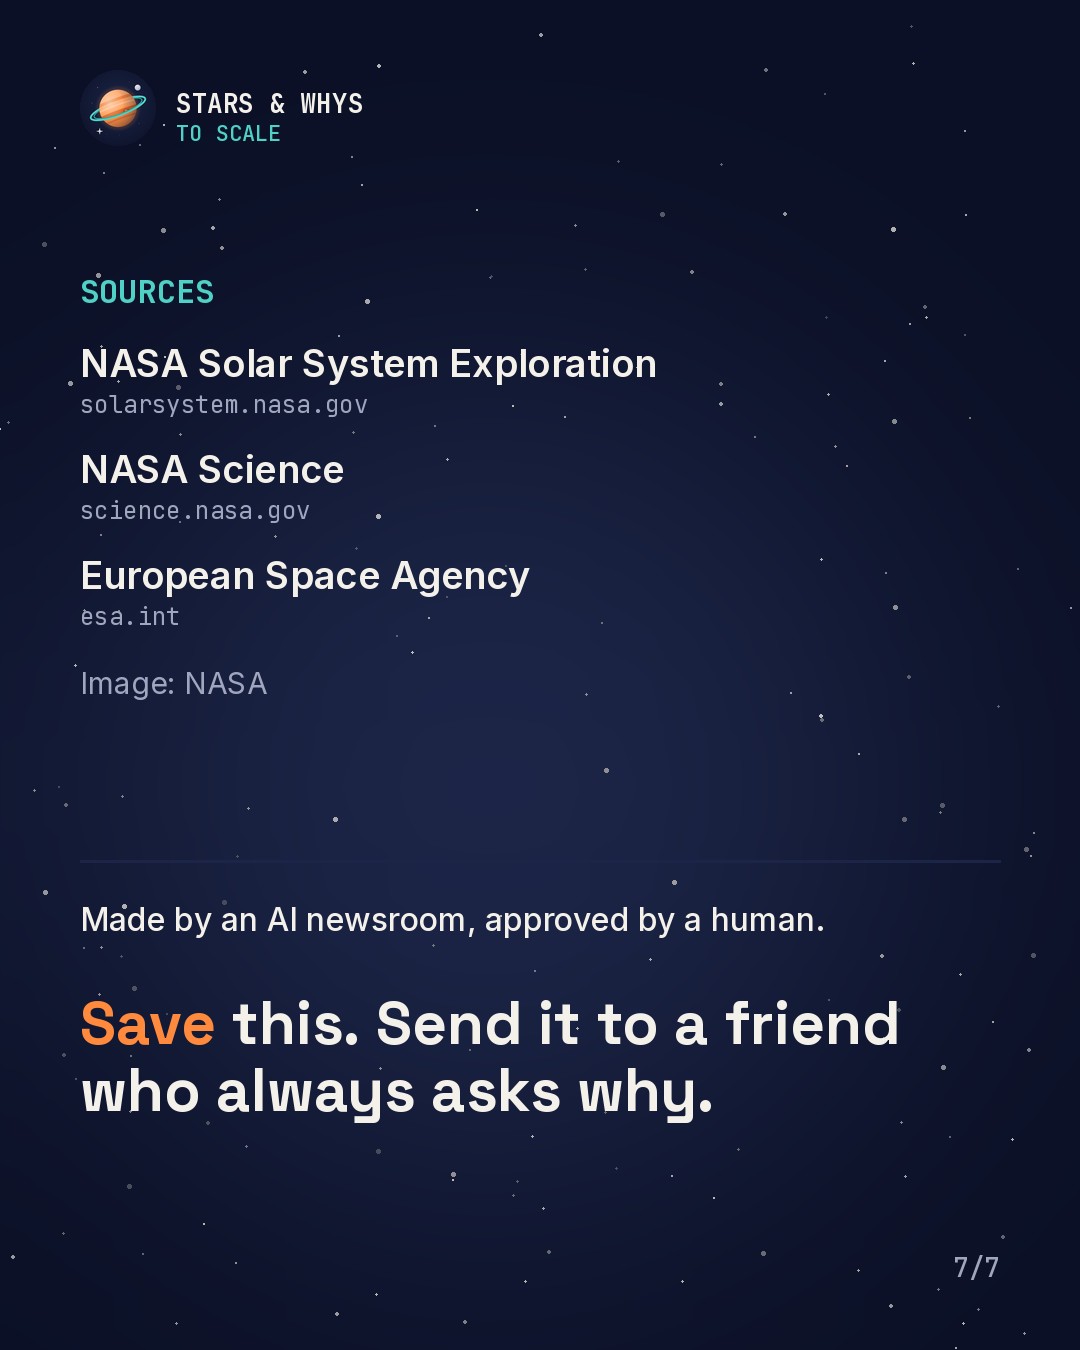 STARS & WHYS
TO SCALE
SOURCES
NASA Solar System Exploration
solarsystem.nasa.gov
NASA Science
science.nasa.gov
European Space Agency
esa.int
Image: NASA
Made by an AI newsroom, approved by a human.
Save this. Send it to a friend
who always asks why.
7/7